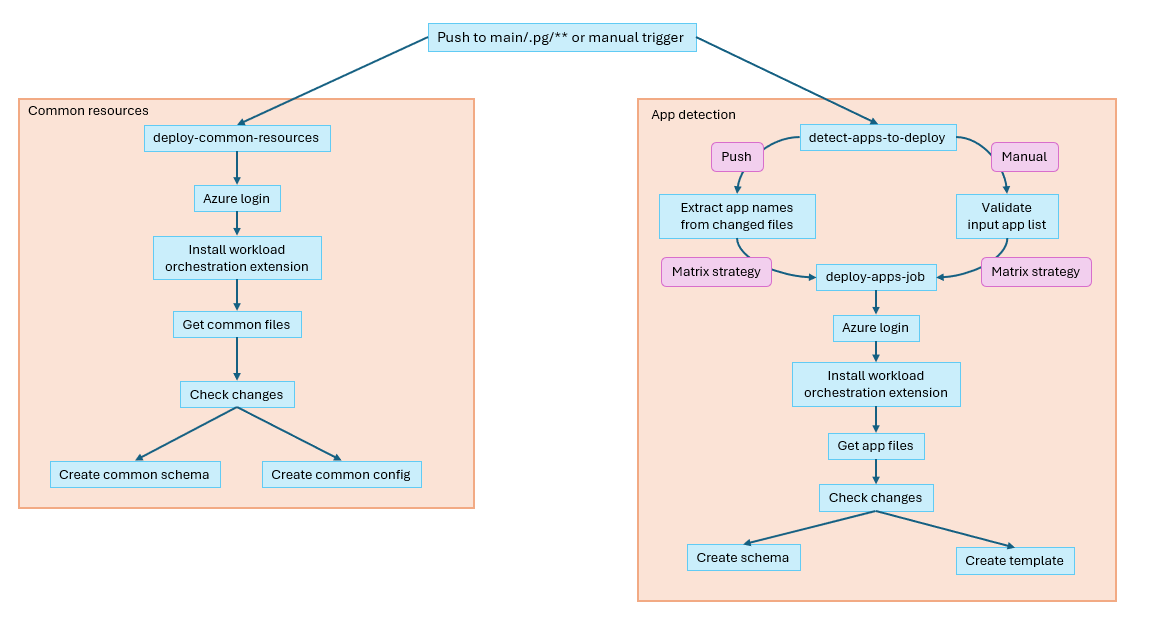 Push to main/.pg/** or manual trigger
Common resources
deploy-common-resources
Azure login
Install workload
orchestration extension
Get common files
Check changes
Create common schema
Create common config
App detection
detect-apps-to-deploy
Push
Manual
Extract app names
from changed files
Validate
input app list
Matrix strategy
Matrix strategy
deploy-apps-job
Azure login
Install workload
orchestration extension
Get app files
Check changes
Create schema
Create template